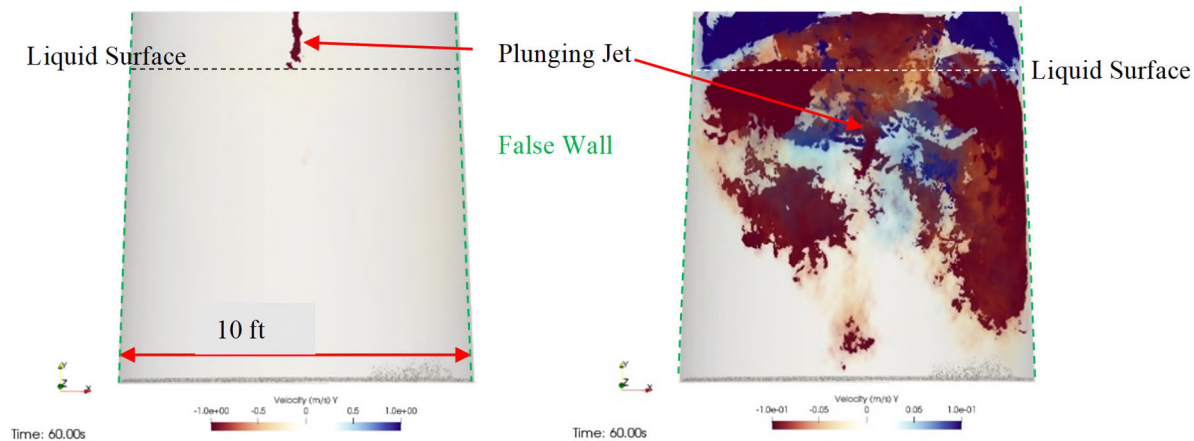 Liquid Surface
Plunging Jet
Liquid Surface
False Wall
10 ft
Y
Z
X
Time: 60.00s
Velocity (m/s) Y
-1.0e+00 -0.5 0 0.5 1.0e+00
Y
Z
X
Time: 60.00s
Velocity (m/s) Y
-1.0e-01 -0.05 0 0.05 1.0e-01